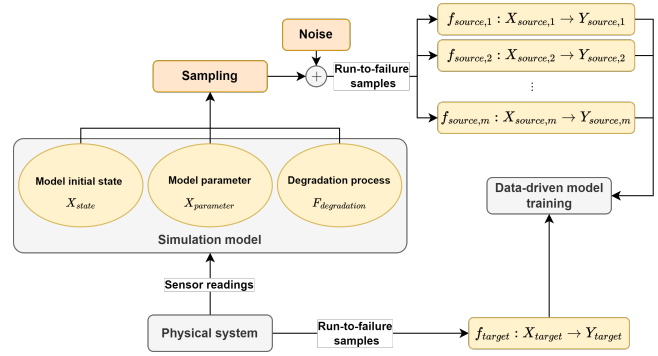 Noise
Sampling
+
Run-to-failure
samples
f_{source,1} : X_{source,1} → Y_{source,1}
f_{source,2} : X_{source,2} → Y_{source,2}
⋮
f_{source,m} : X_{source,m} → Y_{source,m}
Model initial state
X_{state}
Model parameter
X_{parameter}
Degradation process
F_{degradation}
Simulation model
Data-driven model
training
Sensor readings
Physical system
Run-to-failure
samples
f_{target} : X_{target} → Y_{target}